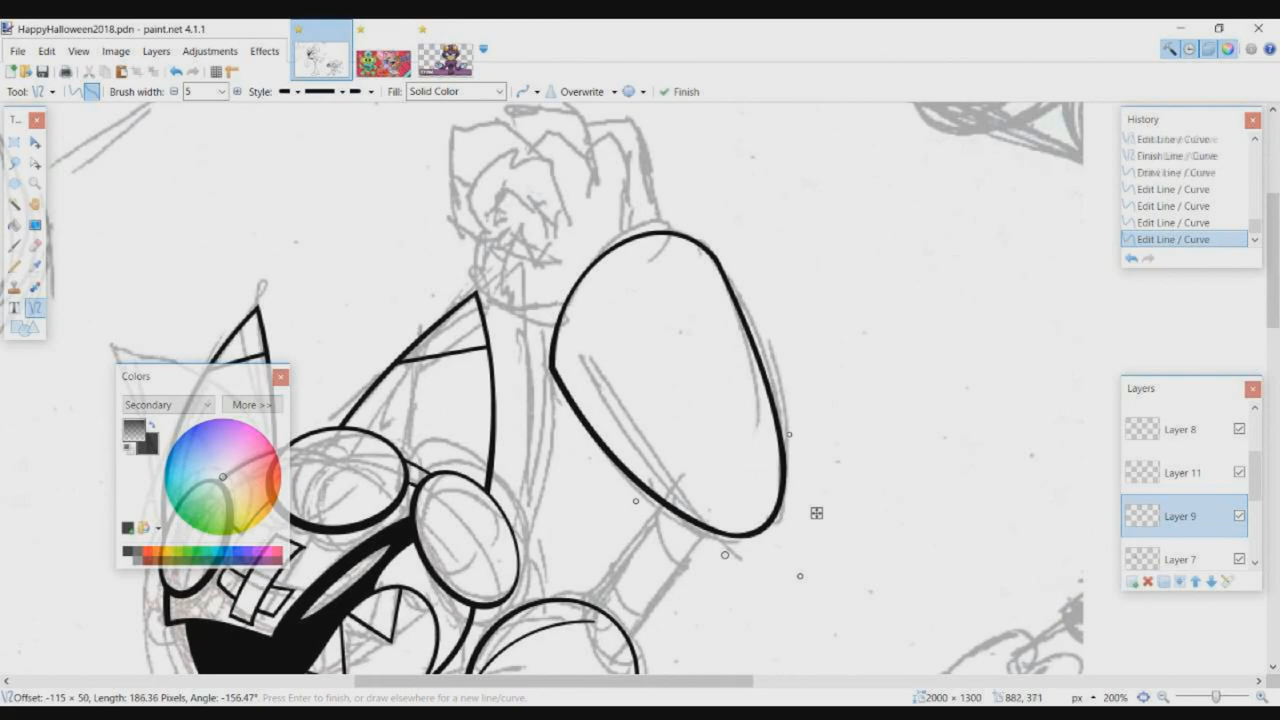 HappyHalloween2018.pdn - paint.net 4.1.1
File Edit View Image Layers Adjustments Effects
Tool: Brush width: 5 Style: Fill: Solid Color Overwrite Finish
T...
History
Edit Line / Curve
Finish Line / Curve
Draw Line / Curve
Edit Line / Curve
Edit Line / Curve
Edit Line / Curve
Edit Line / Curve
Colors
Secondary More >>
Layers
Layer 8
Layer 11
Layer 9
Layer 7
Offset: -115 × 50, Length: 186.36 Pixels, Angle: -156.47° Press Enter to finish, or draw elsewhere for a new line/curve. 2000 × 1300 882, 371 px 200%